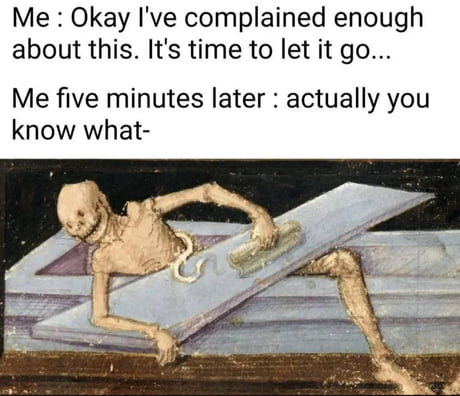 Me : Okay I've complained enough
about this. It's time to let it go...
Me five minutes later : actually you
know what-